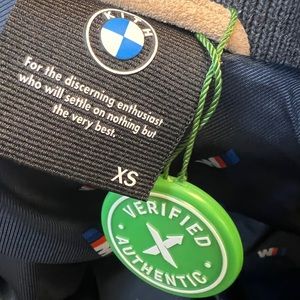 KITH
For the discerning enthusiast
who will settle on nothing but
the very best.
XS
VERIFIED
X
AUTHENTIC
M
M